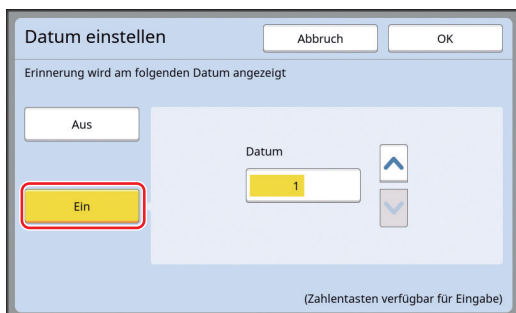 Datum einstellen
Abbruch
OK
Erinnerung wird am folgenden Datum angezeigt
Aus
Datum
1
Ein
(Zahlentasten verfügbar für Eingabe)